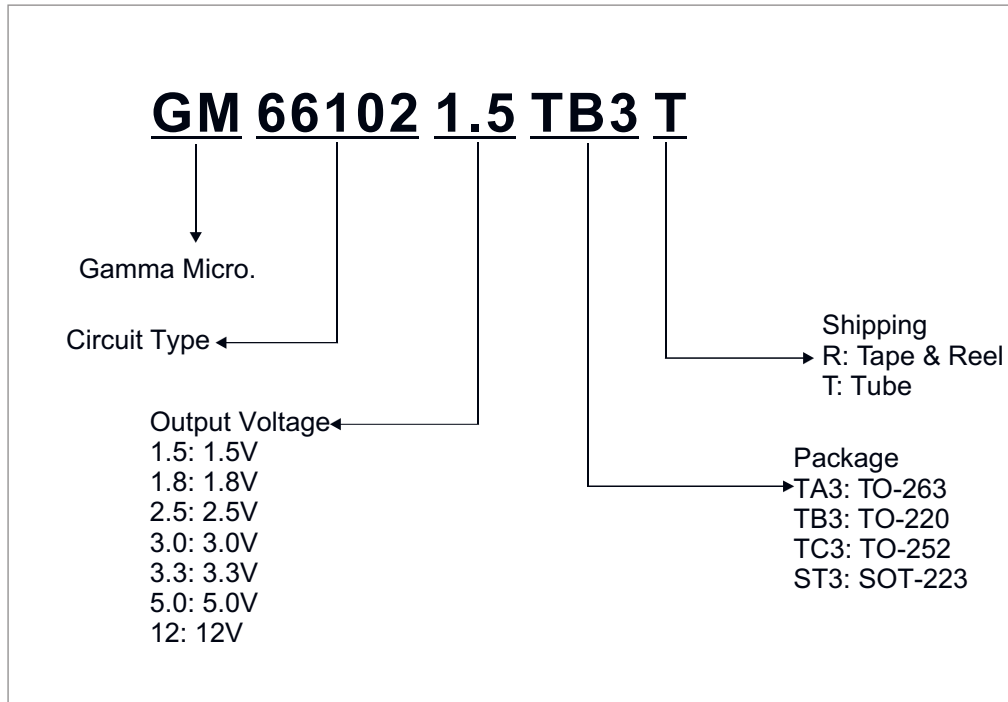 GM 66102 1.5 TB3 T
Gamma Micro.
Circuit Type
Output Voltage
1.5: 1.5V
1.8: 1.8V
2.5: 2.5V
3.0: 3.0V
3.3: 3.3V
5.0: 5.0V
12: 12V
Shipping
R: Tape & Reel
T: Tube
Package
TA3: TO-263
TB3: TO-220
TC3: TO-252
ST3: SOT-223